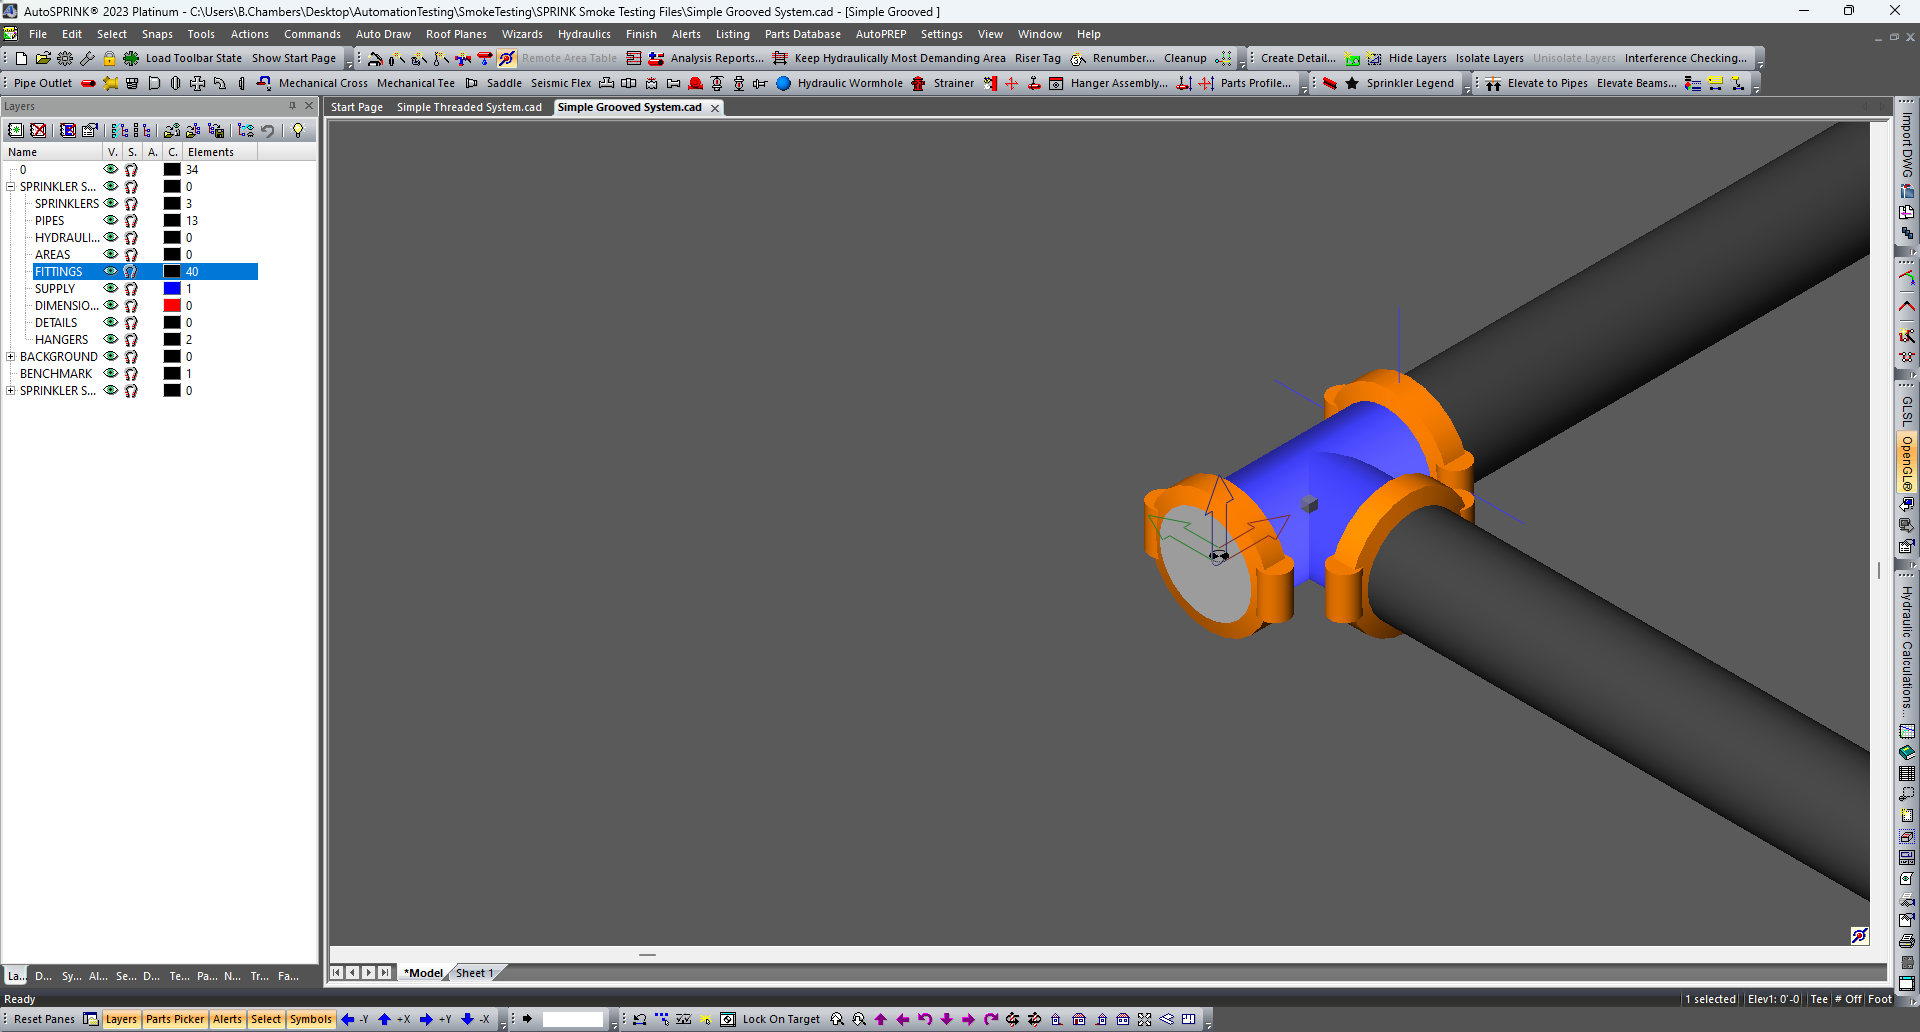 AutoSPRINK® 2023 Platinum - C:\Users\B.Chambers\Desktop\AutomationTesting\SmokeTesting\SPRINK Smoke Testing Files\Simple Grooved System.cad - [Simple Grooved ]
File Edit Select Snaps Tools Actions Commands Auto Draw Roof Planes Wizards Hydraulics Finish Alerts Listing Parts Database AutoPREP Settings View Window Help
Load Toolbar State Show Start Page Remote Area Table Analysis Reports... Keep Hydraulically Most Demanding Area Riser Tag Renumber... Cleanup Create Detail... Hide Layers Isolate Layers Unisolate Layers Interference Checking...
Pipe Outlet Mechanical Cross Mechanical Tee Saddle Seismic Flex Hydraulic Wormhole Strainer Hanger Assembly... Parts Profile... Sprinkler Legend Elevate to Pipes Elevate Beams...
Layers
Start Page Simple Threaded System.cad Simple Grooved System.cad
Name V. S. A. C. Elements
0 34
SPRINKLER S... 0
SPRINKLERS 3
PIPES 13
HYDRAULI... 0
AREAS 0
FITTINGS 40
SUPPLY 1
DIMENSIO... 0
DETAILS 0
HANGERS 2
BACKGROUND 0
BENCHMARK 1
SPRINKLER S... 0
Import DWG
GLSL
OpenGL®
Hydraulic Calculations...
La... D... Sy... Al... Se... D... Te... Pa... N... Tr... Fa...
*Model Sheet 1
Ready
1 selected Elev1: 0'-0 Tee # Off Foot
Reset Panes Layers Parts Picker Alerts Select Symbols -Y +X +Y -X Lock On Target